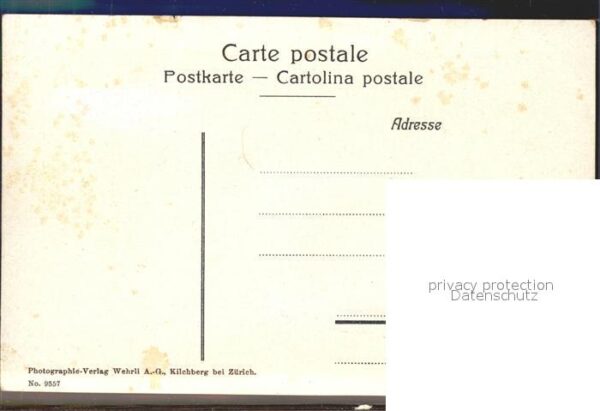 Carte postale
Postkarte — Cartolina postale
Adresse
privacy protection
Datenschutz
Photographie-Verlag Wehrli A.-G., Kilchberg bei Zürich.
No. 9557